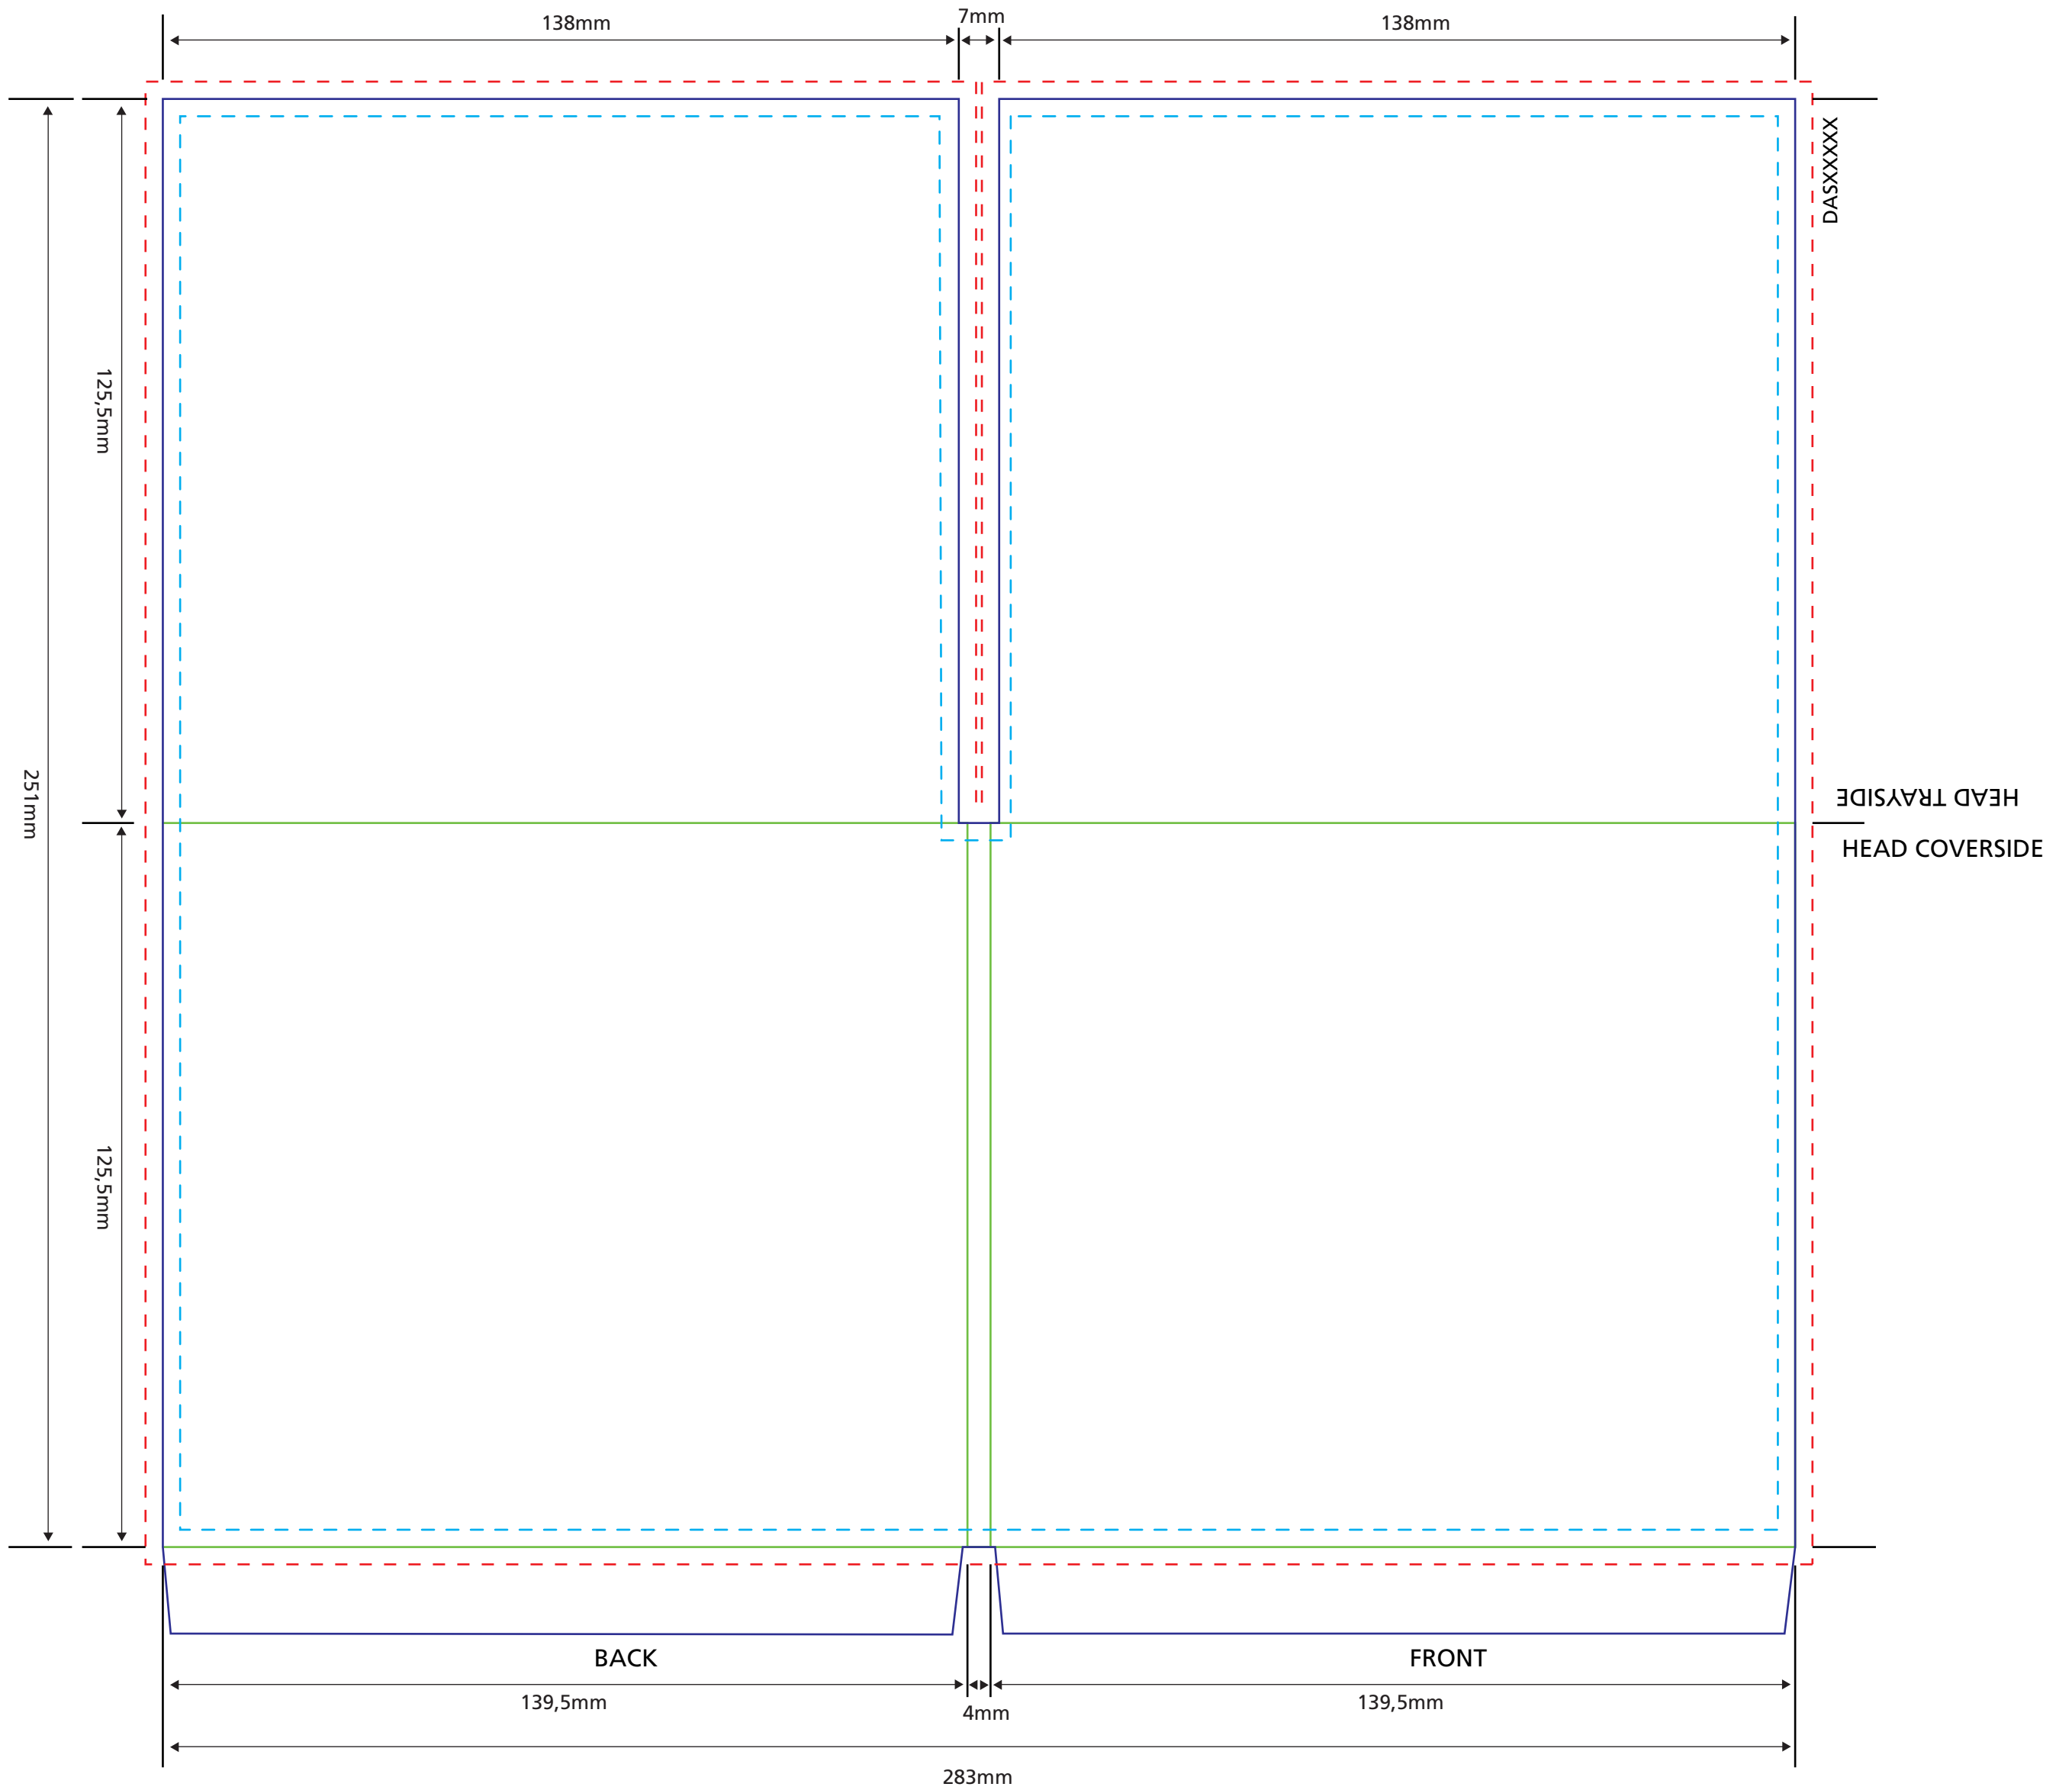 138mm
7mm
138mm
DASXXXXX
125,5mm
251mm
HEAD TRAYSIDE
HEAD COVERSIDE
125,5mm
BACK
FRONT
139,5mm
4mm
139,5mm
283mm